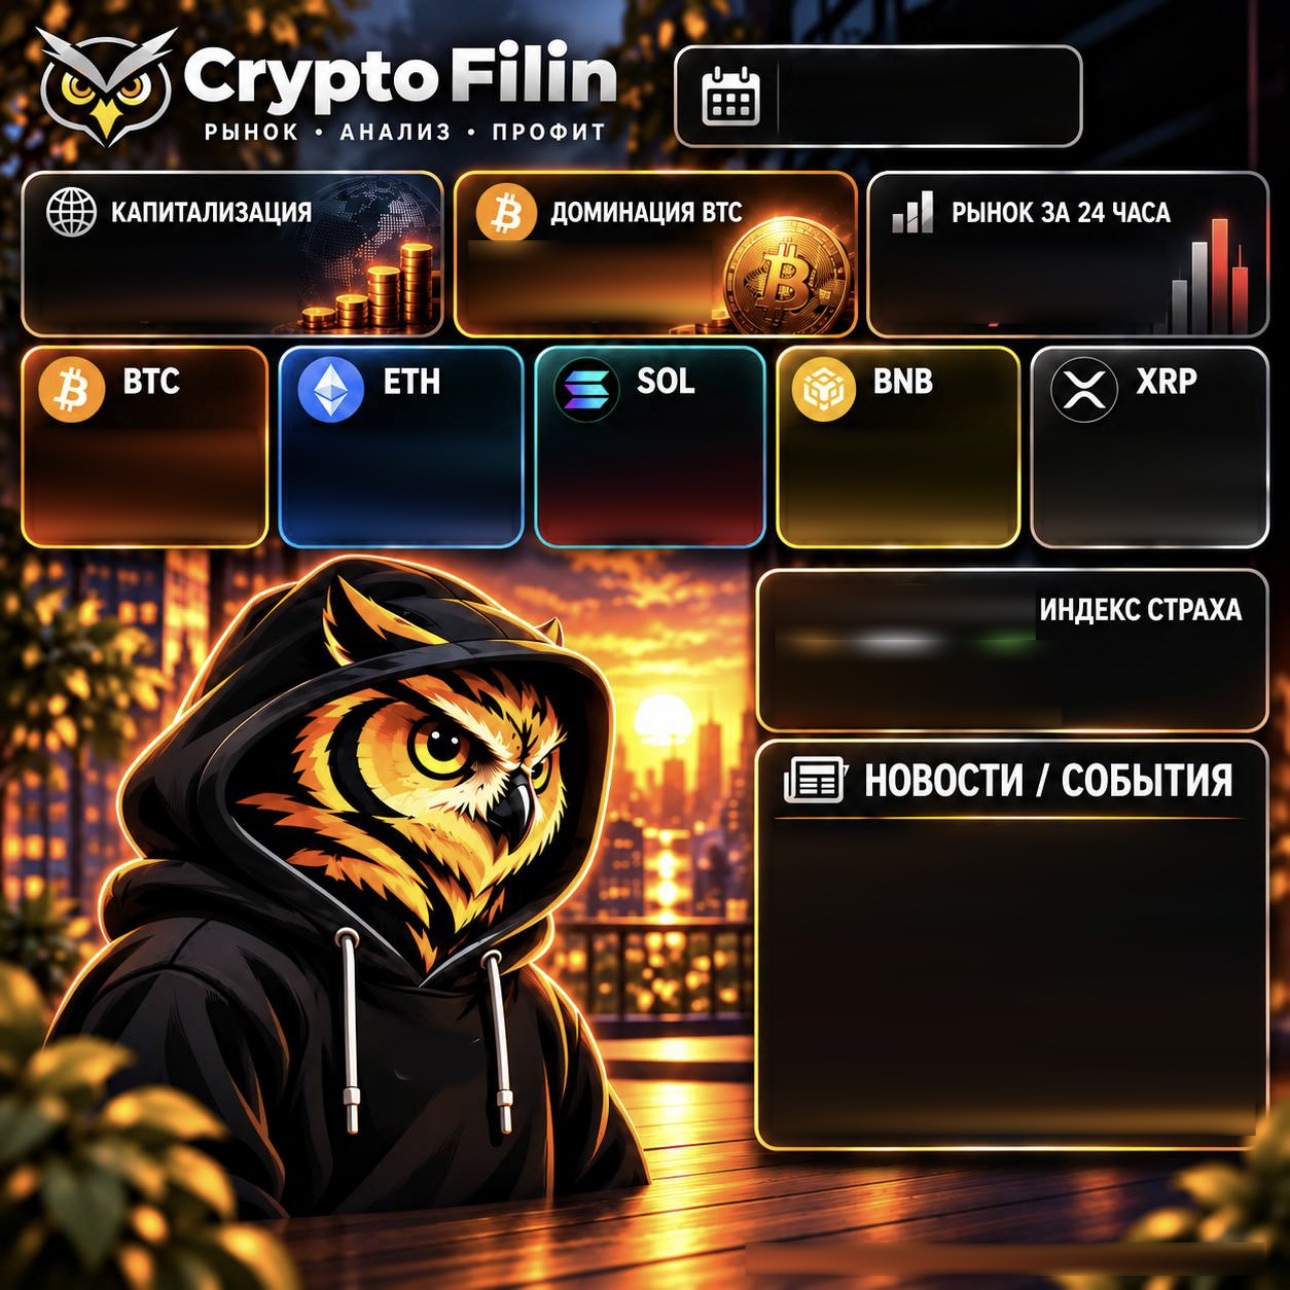 Crypto Filin
РЫНОК • АНАЛИЗ • ПРОФИТ
КАПИТАЛИЗАЦИЯ
ДОМИНАЦИЯ BTC
РЫНОК ЗА 24 ЧАСА
BTC
ETH
SOL
BNB
XRP
ИНДЕКС СТРАХА
НОВОСТИ / СОБЫТИЯ